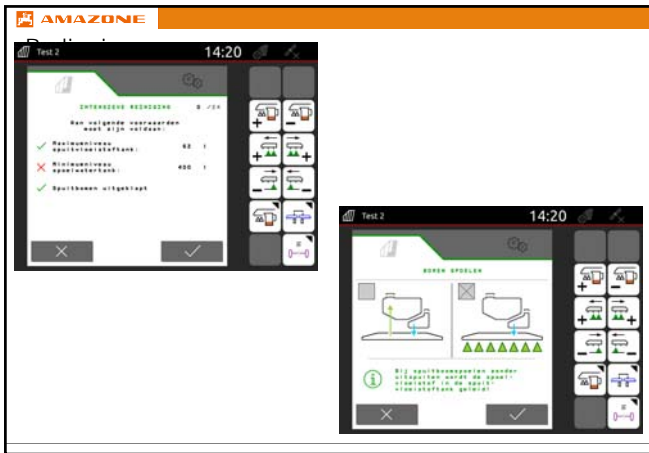 AMAZONE
Test 2 14:20
INTENSIEVE REINIGING
Aan volgende voorwaarden
moet zijn voldaan:
Maximumniveau
spuitvloeistoftank:
Minimumniveau
spoelwatertank: 400 l
Spuitbomen uitgeklapt
Test 2 14:20
BOMEN SPOELEN
Bij spuitboomspoelen zonder
uitspuiten wordt de spoel-
vloeistof in de spuit-
vloeistoftank geleid!